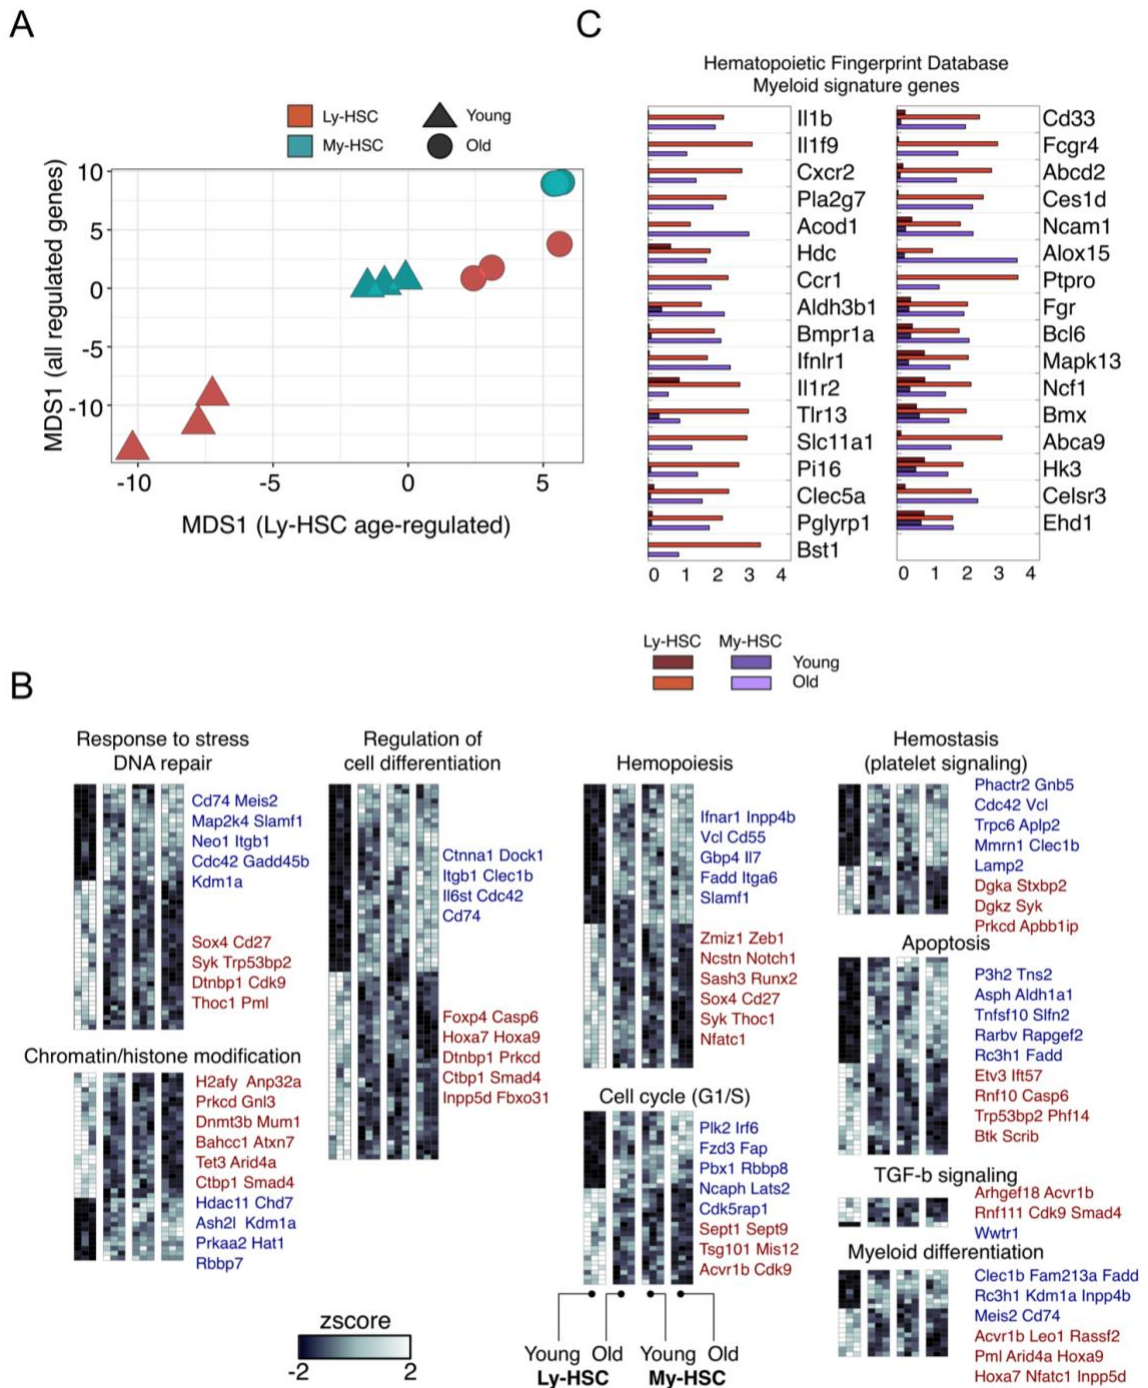 A
Ly-HSC
My-HSC
Young
Old
MDS1 (all regulated genes)
10
5
0
-5
-10
-10
-5
0
5
MDS1 (Ly-HSC age-regulated)
C
Hematopoietic Fingerprint Database
Myeloid signature genes
Il1b
Il1f9
Cxcr2
Pla2g7
Acod1
Hdc
Ccr1
Aldh3b1
Bmpr1a
Ifnlr1
Il1r2
Tlr13
Slc11a1
Pi16
Clec5a
Pglyrp1
Bst1
0 1 2 3 4
Cd33
Fcgr4
Abcd2
Ces1d
Ncam1
Alox15
Ptpro
Fgr
Bcl6
Mapk13
Ncf1
Bmx
Abca9
Hk3
Celsr3
Ehd1
0 1 2 3 4
Ly-HSC My-HSC
Young
Old
B
Response to stress
DNA repair
Cd74 Meis2
Map2k4 Slamf1
Neo1 Itgb1
Cdc42 Gadd45b
Kdm1a
Sox4 Cd27
Syk Trp53bp2
Dtnbp1 Cdk9
Thoc1 Pml
Chromatin/histone modification
H2afy Anp32a
Prkcd Gnl3
Dnmt3b Mum1
Bahcc1 Atxn7
Tet3 Arid4a
Ctbp1 Smad4
Hdac11 Chd7
Ash2l Kdm1a
Prkaa2 Hat1
Rbbp7
Regulation of
cell differentiation
Ctnna1 Dock1
Itgb1 Clec1b
Il6st Cdc42
Cd74
Foxp4 Casp6
Hoxa7 Hoxa9
Dtnbp1 Prkcd
Ctbp1 Smad4
Inpp5d Fbxo31
Hemopoiesis
Ifnar1 Inpp4b
Vcl Cd55
Gbp4 Il7
Fadd Itga6
Slamf1
Zmiz1 Zeb1
Ncstn Notch1
Sash3 Runx2
Sox4 Cd27
Syk Thoc1
Nfatc1
Cell cycle (G1/S)
Plk2 Irf6
Fzd3 Fap
Pbx1 Rbbp8
Ncaph Lats2
Cdk5rap1
Sept1 Sept9
Tsg101 Mis12
Acvr1b Cdk9
Hemostasis
(platelet signaling)
Phactr2 Gnb5
Cdc42 Vcl
Trpc6 Aplp2
Mmrn1 Clec1b
Lamp2
Dgka Stxbp2
Dgkz Syk
Prkcd Apbb1ip
Apoptosis
P3h2 Tns2
Asph Aldh1a1
Tnfsf10 Slfn2
Rarbv Rapgef2
Rc3h1 Fadd
Etv3 Ift57
Rnf10 Casp6
Trp53bp2 Phf14
Btk Scrib
TGF-b signaling
Arhgef18 Acvr1b
Rnf111 Cdk9 Smad4
Wwtr1
Myeloid differentiation
Clec1b Fam213a Fadd
Rc3h1 Kdm1a Inpp4b
Meis2 Cd74
Acvr1b Leo1 Rassf2
Pml Arid4a Hoxa9
Hoxa7 Nfatc1 Inpp5d
zscore
-2 2
Young Old Young Old
Ly-HSC My-HSC